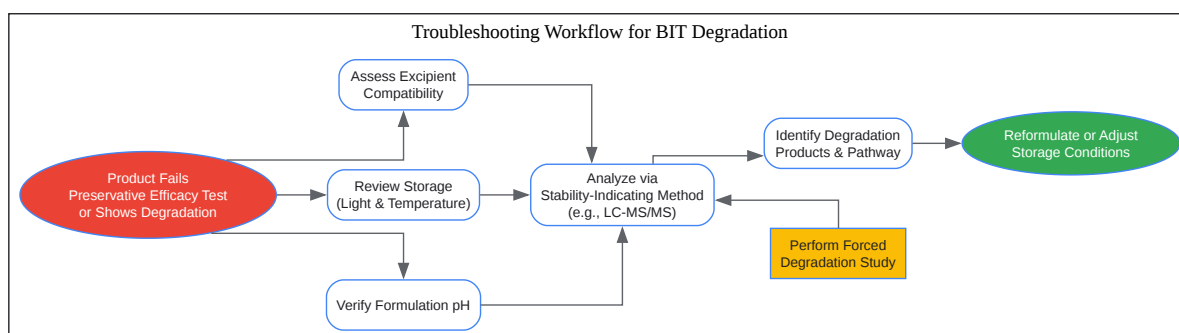 Troubleshooting Workflow for BIT Degradation
Product Fails
Preservative Efficacy Test
or Shows Degradation
Assess Excipient
Compatibility
Review Storage
(Light & Temperature)
Verify Formulation pH
Analyze via
Stability-Indicating Method
(e.g., LC-MS/MS)
Identify Degradation
Products & Pathway
Perform Forced
Degradation Study
Reformulate or Adjust
Storage Conditions